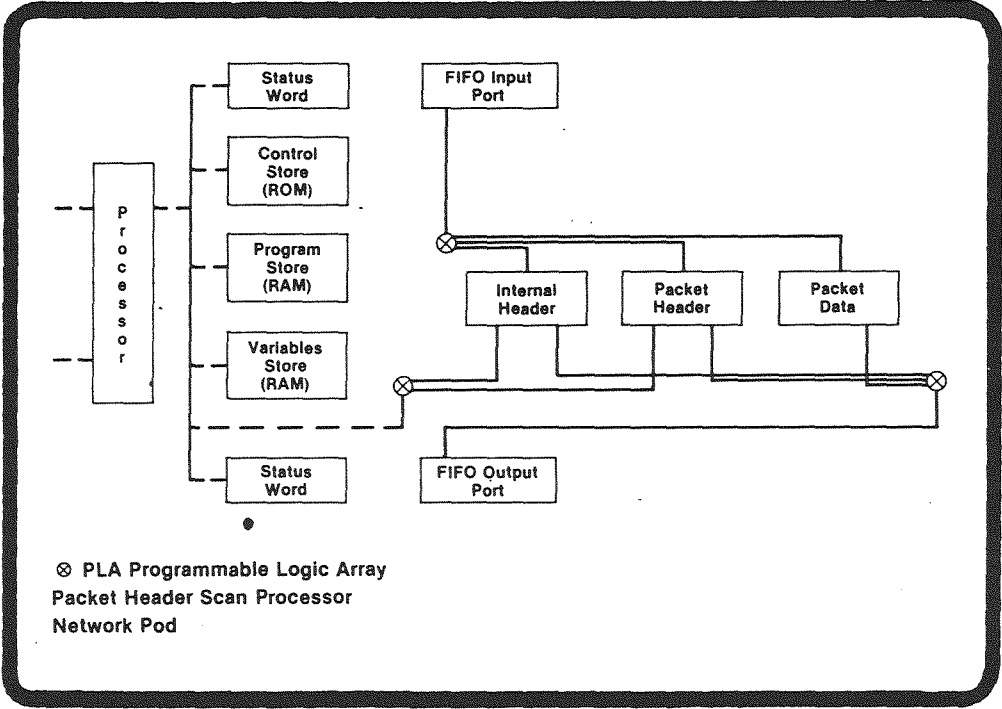 Status
Word
FIFO Input
Port
Control
Store
(ROM)
Processor
Program
Store
(RAM)
Internal
Header
Packet
Header
Packet
Data
Variables
Store
(RAM)
Status
Word
FIFO Output
Port
⊗ PLA Programmable Logic Array
Packet Header Scan Processor
Network Pod